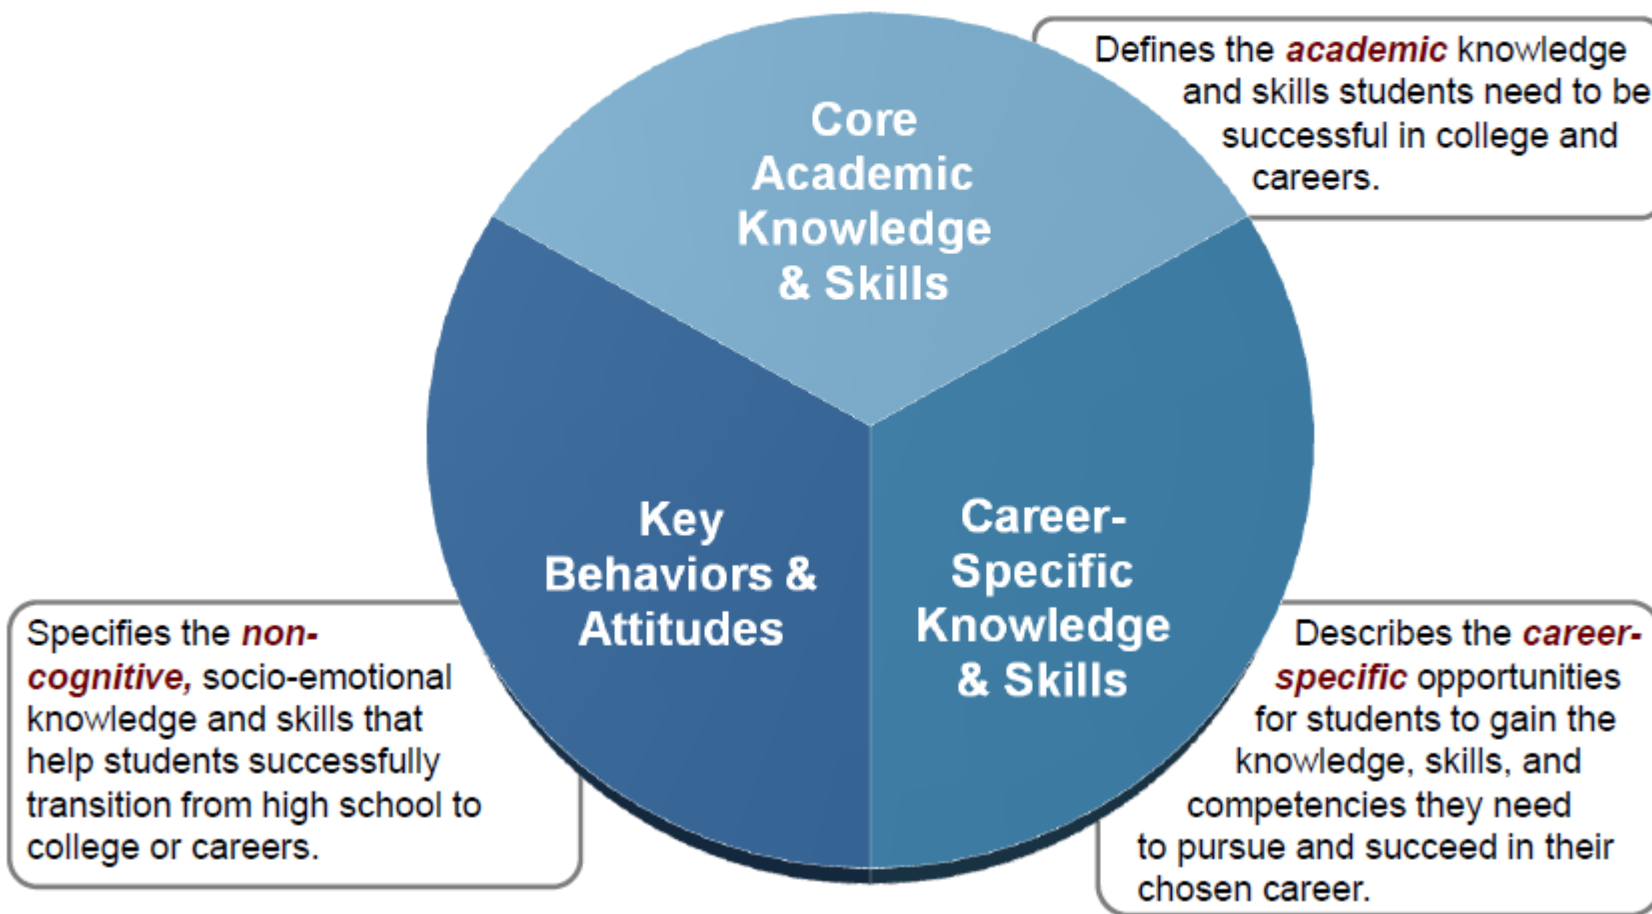 Core
Academic
Knowledge
& Skills
Defines the academic knowledge
and skills students need to be
successful in college and
careers.
Key
Behaviors &
Attitudes
Specifies the non-
cognitive, socio-emotional
knowledge and skills that
help students successfully
transition from high school to
college or careers.
Career-
Specific
Knowledge
& Skills
Describes the career-
specific opportunities
for students to gain the
knowledge, skills, and
competencies they need
to pursue and succeed in their
chosen career.